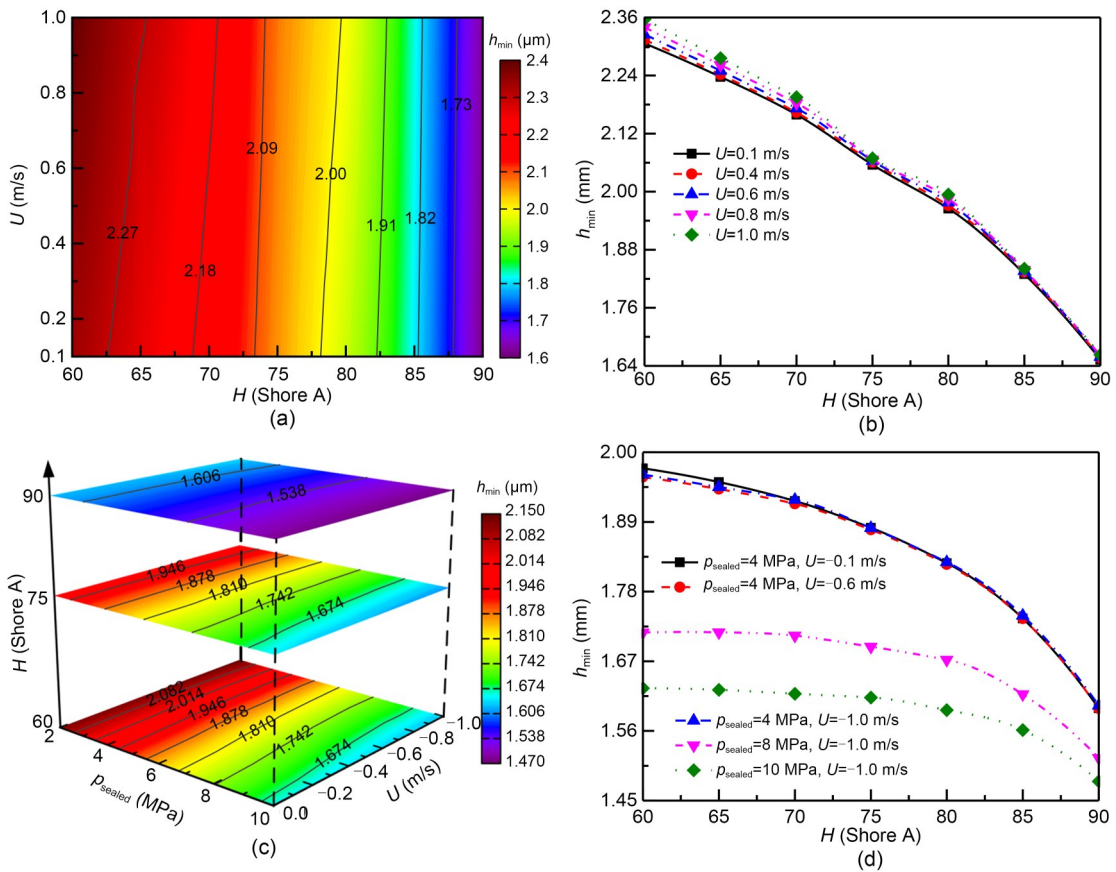 1.0
0.8
0.6
0.4
0.2
0.1
U (m/s)
2.27
2.18
2.09
2.00
1.91
1.82
1.73
60 65 70 75 80 85 90
H (Shore A)
(a)
hmin (μm)
2.4
2.3
2.2
2.1
2.0
1.9
1.8
1.7
1.6
2.36
2.24
2.12
2.00
1.88
1.76
1.64
hmin (mm)
U=0.1 m/s
U=0.4 m/s
U=0.6 m/s
U=0.8 m/s
U=1.0 m/s
60 65 70 75 80 85 90
H (Shore A)
(b)
90
75
60
H (Shore A)
1.606
1.538
1.946
1.878
1.810
1.742
1.674
2.082
2.014
1.946
1.878
1.810
1.742
1.674
2 4 6 8 10
psealed (MPa)
0.0 −0.2 −0.4 −0.6 −0.8 −1.0
U (m/s)
(c)
hmin (μm)
2.150
2.082
2.014
1.946
1.878
1.810
1.742
1.674
1.606
1.538
1.470
2.00
1.89
1.78
1.67
1.56
1.45
hmin (mm)
psealed=4 MPa, U=−0.1 m/s
psealed=4 MPa, U=−0.6 m/s
psealed=4 MPa, U=−1.0 m/s
psealed=8 MPa, U=−1.0 m/s
psealed=10 MPa, U=−1.0 m/s
60 65 70 75 80 85 90
H (Shore A)
(d)